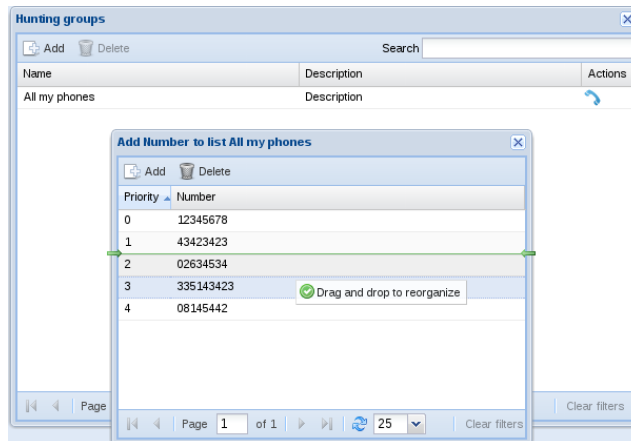 Hunting groups
Add Delete Search
Name Description Actions
All my phones Description
Add Number to list All my phones
Add Delete
Priority Number
0 12345678
1 43423423
2 02634534
3 335143423
Drag and drop to reorganize
4 08145442
Page
Clear filters
Page 1 of 1 25 Clear filters